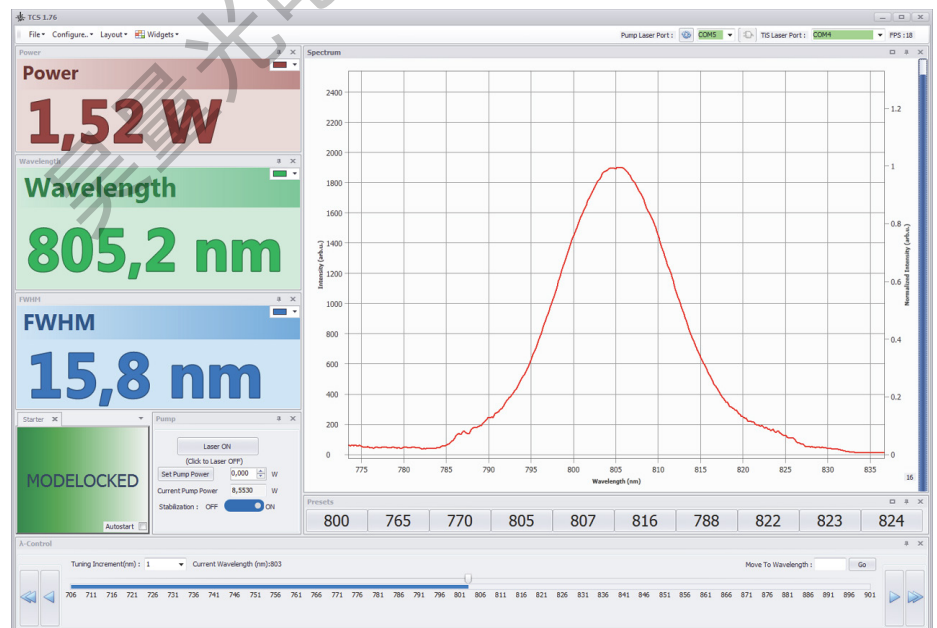 TCS 1.76
File Configure.. Layout Widgets Pump Laser Port : COM5 TIS Laser Port : COM4 FPS :18
Power
Power
1,52 W
Wavelength
Wavelength
805,2 nm
FWHM
FWHM
15,8 nm
Spectrum
2400
2200
2000
1800
1600
1400
1200
1000
800
600
400
200
0
Intensity (arb.u.)
1.2
1
0.8
0.6
0.4
0.2
0
Normalized Intensity (arb.u.)
775 780 785 790 795 800 805 810 815 820 825 830 835
Wavelength (nm)
16
Starter
MODELOCKED
Autostart
Pump
Laser ON
(Click to Laser OFF)
Set Pump Power 0,000 W
Current Pump Power 8,5530 W
Stabilization : OFF ON
Presets
800 765 770 805 807 816 788 822 823 824
λ-Control
Tuning Increment(nm) : 1 Current Wavelength (nm):803 Move To Wavelength : Go
706 711 716 721 726 731 736 741 746 751 756 761 766 771 776 781 786 791 796 801 806 811 816 821 826 831 836 841 846 851 856 861 866 871 876 881 886 891 896 901